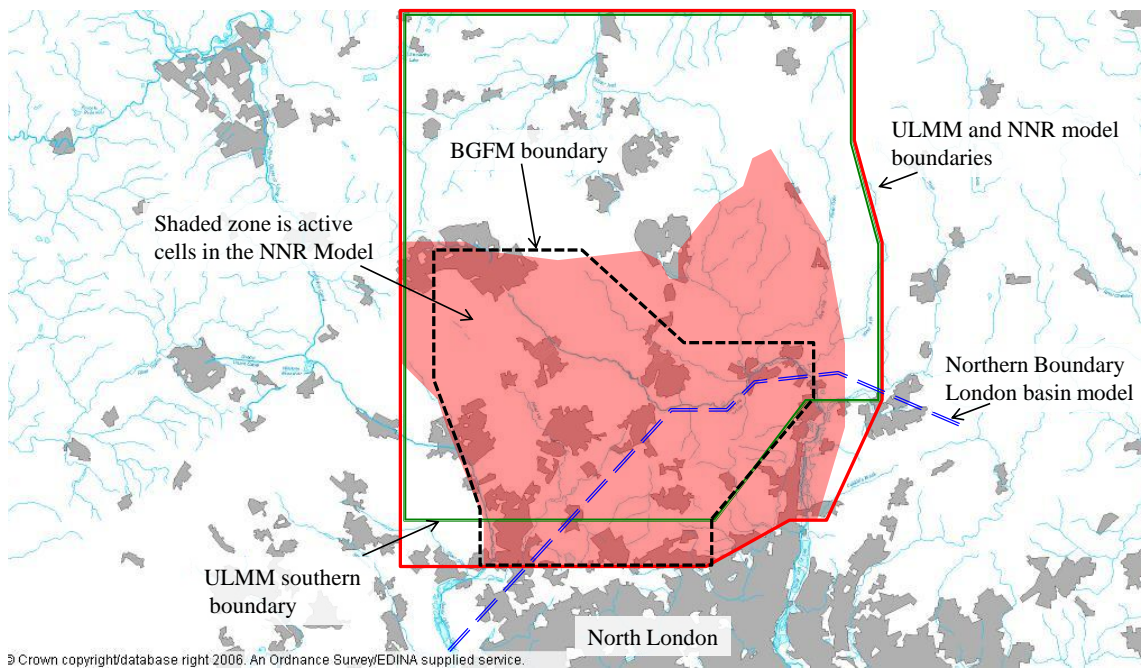 BGFM boundary
ULMM and NNR model
boundaries
Shaded zone is active
cells in the NNR Model
Northern Boundary
London basin model
ULMM southern
boundary
North London
© Crown copyright/database right 2006. An Ordnance Survey/EDINA supplied service.